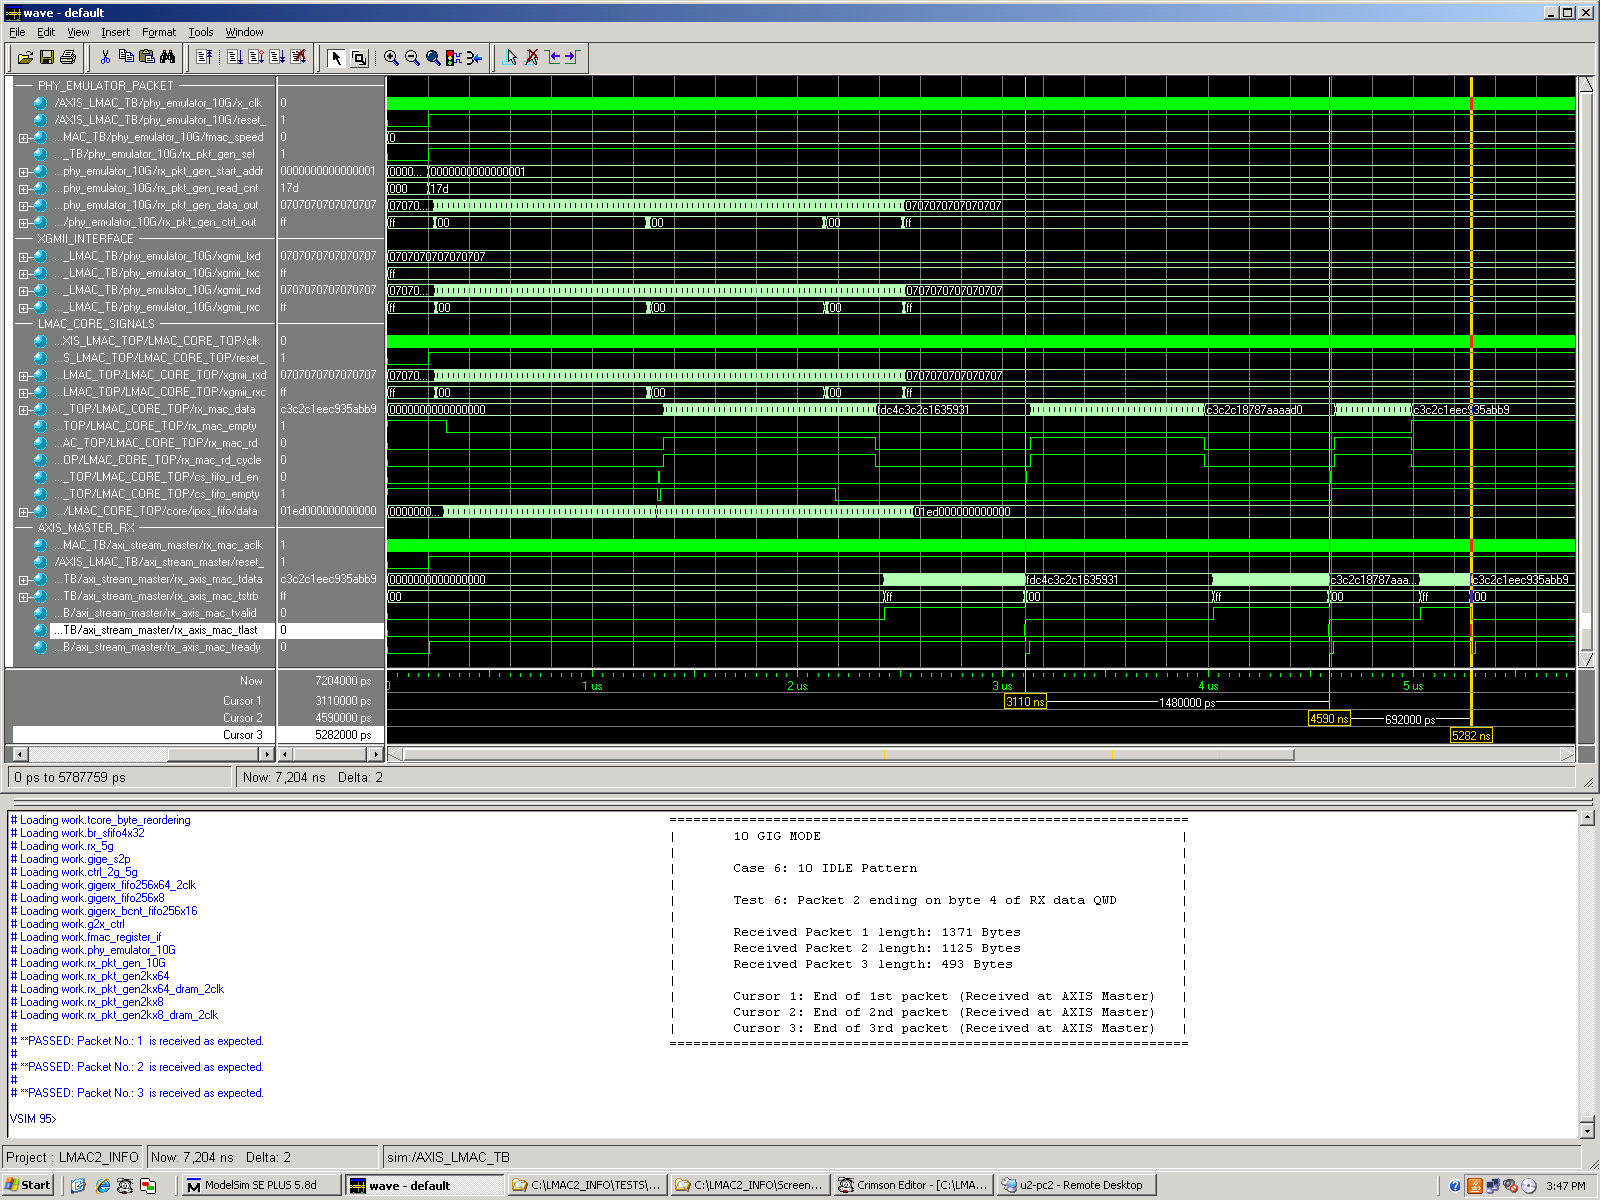 wave - default
File Edit View Insert Format Tools Window
PHY_EMULATOR_PACKET
/AXIS_LMAC_TB/phy_emulator_10G/x_clk 0
/AXIS_LMAC_TB/phy_emulator_10G/reset_ 1
...MAC_TB/phy_emulator_10G/fmac_speed 0 0
..._TB/phy_emulator_10G/rx_pkt_gen_sel 1
...phy_emulator_10G/rx_pkt_gen_start_addr 0000000000000001 0000... 0000000000000001
...phy_emulator_10G/rx_pkt_gen_read_cnt 17d 000 17d
...phy_emulator_10G/rx_pkt_gen_data_out 0707070707070707 07070... 0707070707070707
.../phy_emulator_10G/rx_pkt_gen_ctrl_out ff ff 00 00 00 ff
XGMII_INTERFACE
..._LMAC_TB/phy_emulator_10G/xgmii_txd 0707070707070707 0707070707070707
..._LMAC_TB/phy_emulator_10G/xgmii_txc ff ff
..._LMAC_TB/phy_emulator_10G/xgmii_rxd 0707070707070707 07070... 0707070707070707
..._LMAC_TB/phy_emulator_10G/xgmii_rxc ff ff 00 00 00 ff
LMAC_CORE_SIGNALS
...XIS_LMAC_TOP/LMAC_CORE_TOP/clk 0
...S_LMAC_TOP/LMAC_CORE_TOP/reset_ 1
...LMAC_TOP/LMAC_CORE_TOP/xgmii_rxd 0707070707070707 07070... 0707070707070707
...LMAC_TOP/LMAC_CORE_TOP/xgmii_rxc ff ff 00 00 00 ff
..._TOP/LMAC_CORE_TOP/rx_mac_data c3c2c1eec935abb9 0000000000000000 fdc4c3c2c1635931 c3c2c18787aaaad0 c3c2c1eec935abb9
...TOP/LMAC_CORE_TOP/rx_mac_empty 1
...AC_TOP/LMAC_CORE_TOP/rx_mac_rd 0
...OP/LMAC_CORE_TOP/rx_mac_rd_cycle 0
..._TOP/LMAC_CORE_TOP/cs_fifo_rd_en 0
..._TOP/LMAC_CORE_TOP/cs_fifo_empty 1
.../LMAC_CORE_TOP/core/ipcs_fifo/data 01ed000000000000 0000000... 01ed000000000000
AXIS_MASTER_RX
...MAC_TB/axi_stream_master/rx_mac_aclk 1
/AXIS_LMAC_TB/axi_stream_master/reset_ 1
...TB/axi_stream_master/rx_axis_mac_tdata c3c2c1eec935abb9 0000000000000000 fdc4c3c2c1635931 c3c2c18787aaa... c3c2c1eec935abb9
...TB/axi_stream_master/rx_axis_mac_tstrb ff 00 ff 00 ff 00 ff 00
...B/axi_stream_master/rx_axis_mac_tvalid 0
...TB/axi_stream_master/rx_axis_mac_tlast 0
...B/axi_stream_master/rx_axis_mac_tready 0
Now 7204000 ps 0 1 us 2 us 3 us 4 us 5 us
Cursor 1 3110000 ps 3110 ns 1480000 ps
Cursor 2 4590000 ps 4590 ns 692000 ps
Cursor 3 5282000 ps 5282 ns
0 ps to 5787759 ps Now: 7,204 ns Delta: 2
# Loading work.tcore_byte_reordering
# Loading work.br_sfifo4x32
# Loading work.rx_5g
# Loading work.gige_s2p
# Loading work.ctrl_2g_5g
# Loading work.gigerx_fifo256x64_2clk
# Loading work.gigerx_fifo256x8
# Loading work.gigerx_bcnt_fifo256x16
# Loading work.g2x_ctrl
# Loading work.fmac_register_if
# Loading work.phy_emulator_10G
# Loading work.rx_pkt_gen_10G
# Loading work.rx_pkt_gen2kx64
# Loading work.rx_pkt_gen2kx64_dram_2clk
# Loading work.rx_pkt_gen2kx8
# Loading work.rx_pkt_gen2kx8_dram_2clk
#
# **PASSED: Packet No.: 1 is received as expected.
#
# **PASSED: Packet No.: 2 is received as expected.
#
# **PASSED: Packet No.: 3 is received as expected.
VSIM 95>
10 GIG MODE
Case 6: 10 IDLE Pattern
Test 6: Packet 2 ending on byte 4 of RX data QWD
Received Packet 1 length: 1371 Bytes
Received Packet 2 length: 1125 Bytes
Received Packet 3 length: 493 Bytes
Cursor 1: End of 1st packet (Received at AXIS Master)
Cursor 2: End of 2nd packet (Received at AXIS Master)
Cursor 3: End of 3rd packet (Received at AXIS Master)
Project : LMAC2_INFO Now: 7,204 ns Delta: 2 sim:/AXIS_LMAC_TB
Start ModelSim SE PLUS 5.8d wave - default C:\LMAC2_INFO\TESTS\... C:\LMAC2_INFO\Screen... Crimson Editor - [C:\LMA... u2-pc2 - Remote Desktop 3:47 PM